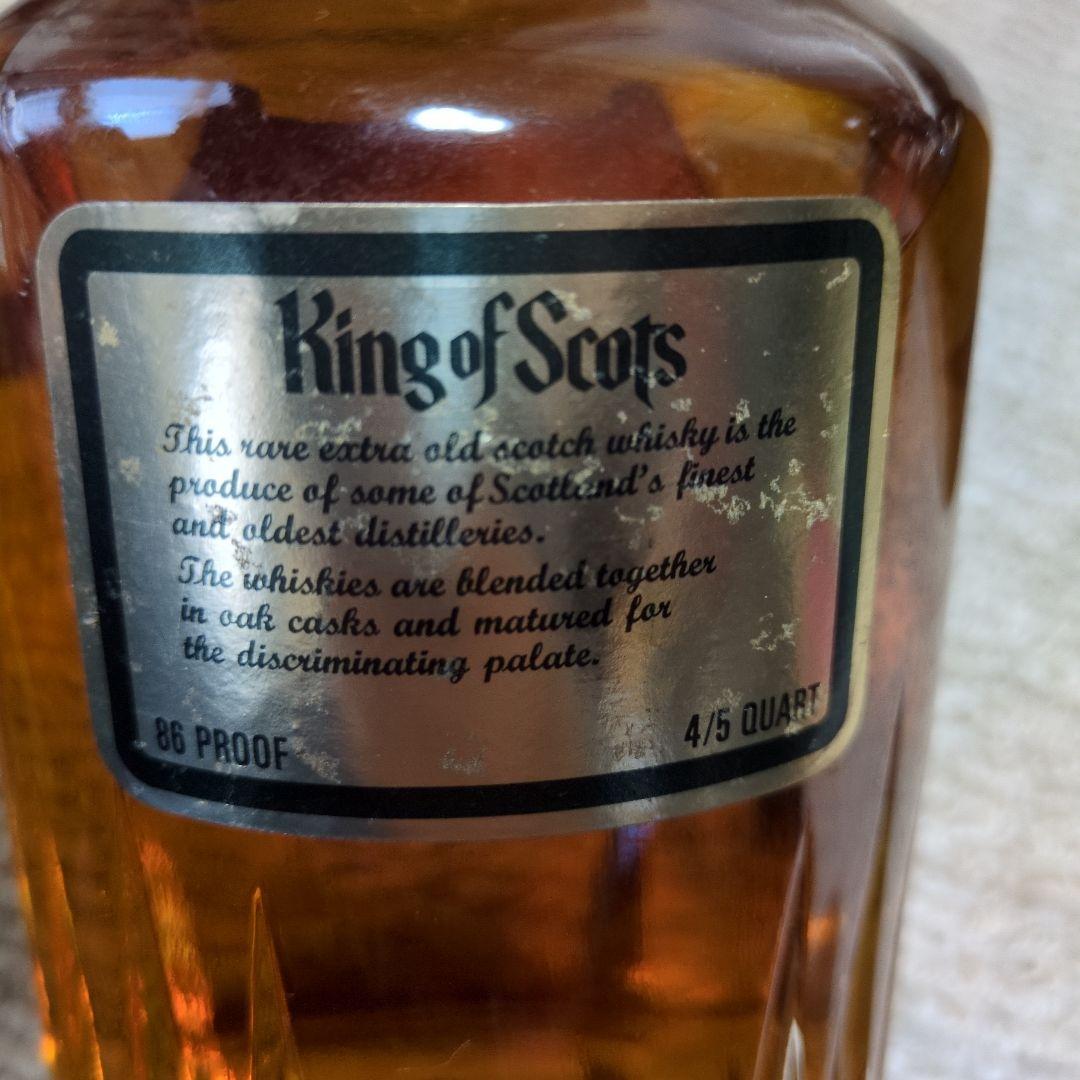 King of Scots
This rare extra old scotch whisky is the
produce of some of Scotland's finest
and oldest distilleries.
The whiskies are blended together
in oak casks and matured for
the discriminating palate.
86 PROOF
4/5 QUART